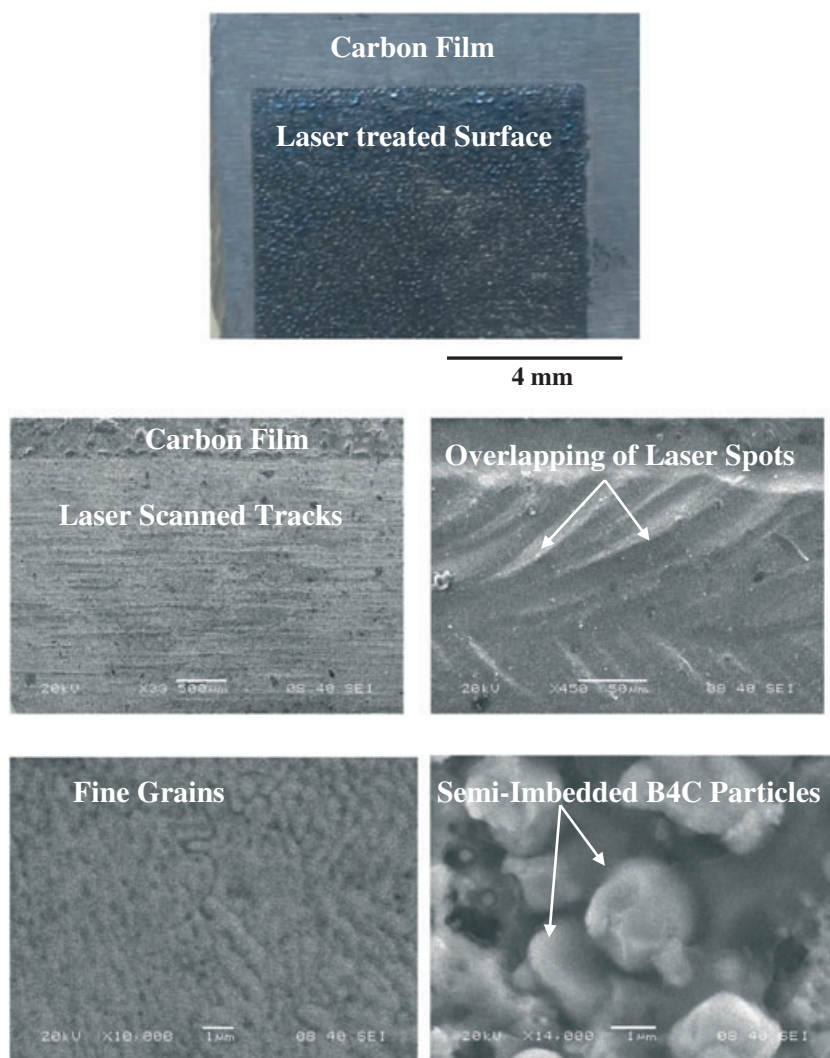 Carbon Film
Laser treated Surface
4 mm
Carbon Film
Laser Scanned Tracks
20kV X33 500μm 08 40 SEI
Overlapping of Laser Spots
20kV X450 50μm 08 40 SEI
Fine Grains
20kV X10,000 1μm 08 40 SEI
Semi-Imbedded B4C Particles
20kV X14,000 1μm 08 40 SEI